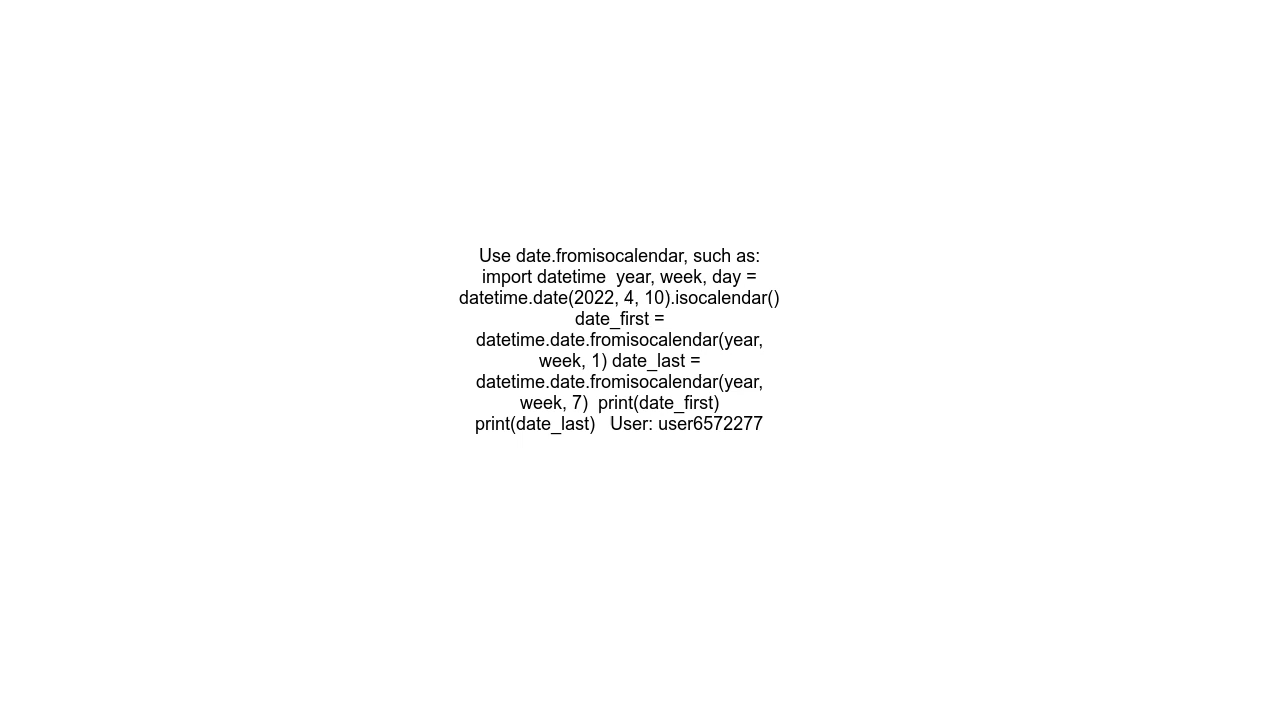 Use date.fromisocalendar, such as:
import datetime  year, week, day =
datetime.date(2022, 4, 10).isocalendar()
date_first =
datetime.date.fromisocalendar(year,
week, 1) date_last =
datetime.date.fromisocalendar(year,
week, 7)  print(date_first)
print(date_last)   User: user6572277